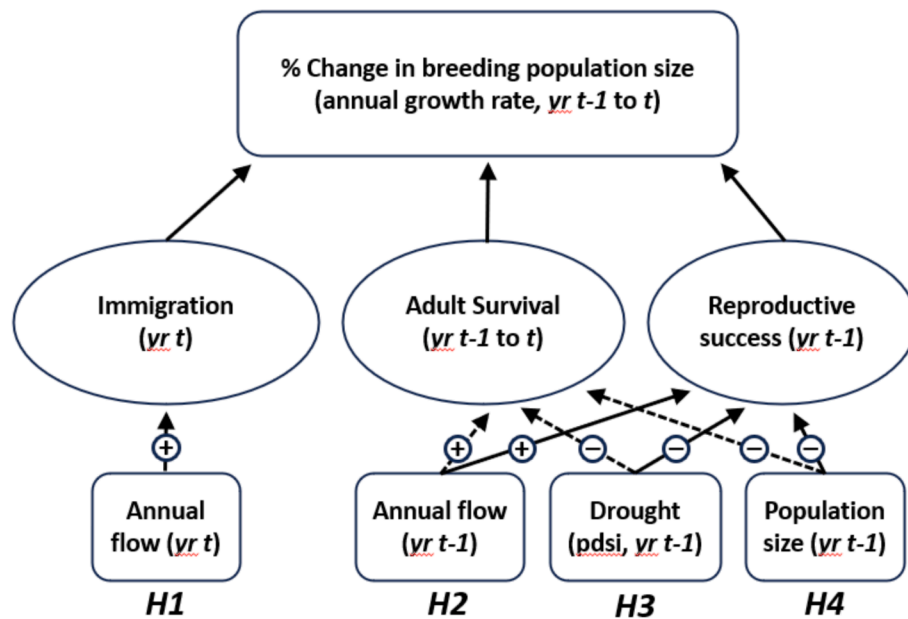 % Change in breeding population size
(annual growth rate, yr t-1 to t)
Immigration
(yr t)
Adult Survival
(yr t-1 to t)
Reproductive
success (yr t-1)
+
+
+
−
−
−
−
Annual
flow (yr t)
Annual flow
(yr t-1)
Drought
(pdsi, yr t-1)
Population
size (yr t-1)
H1
H2
H3
H4